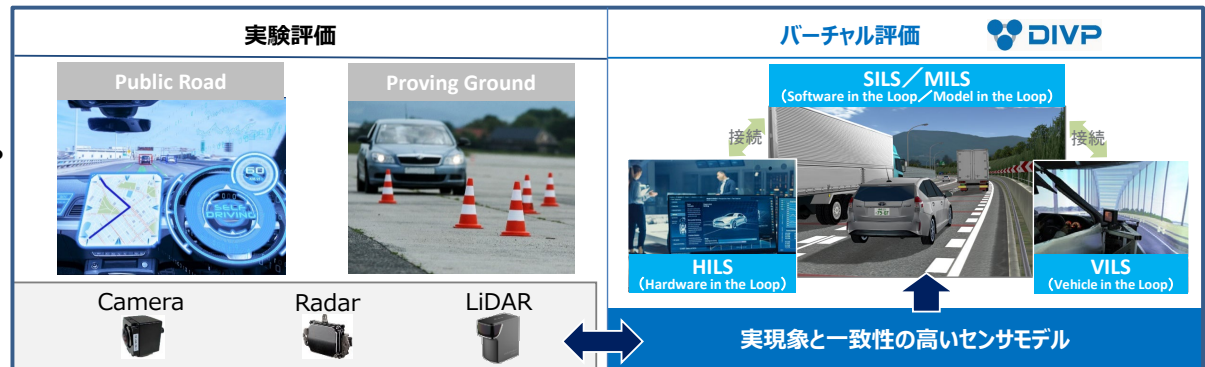 実験評価
バーチャル評価
DIVP
Public Road
Proving Ground
SILS/MILS
(Software in the Loop/Model in the Loop)
接続
接続
60
SELF
DRIVING
HILS
(Hardware in the Loop)
VILS
(Vehicle in the Loop)
Camera
Radar
LiDAR
実現象と一致性の高いセンサモデル